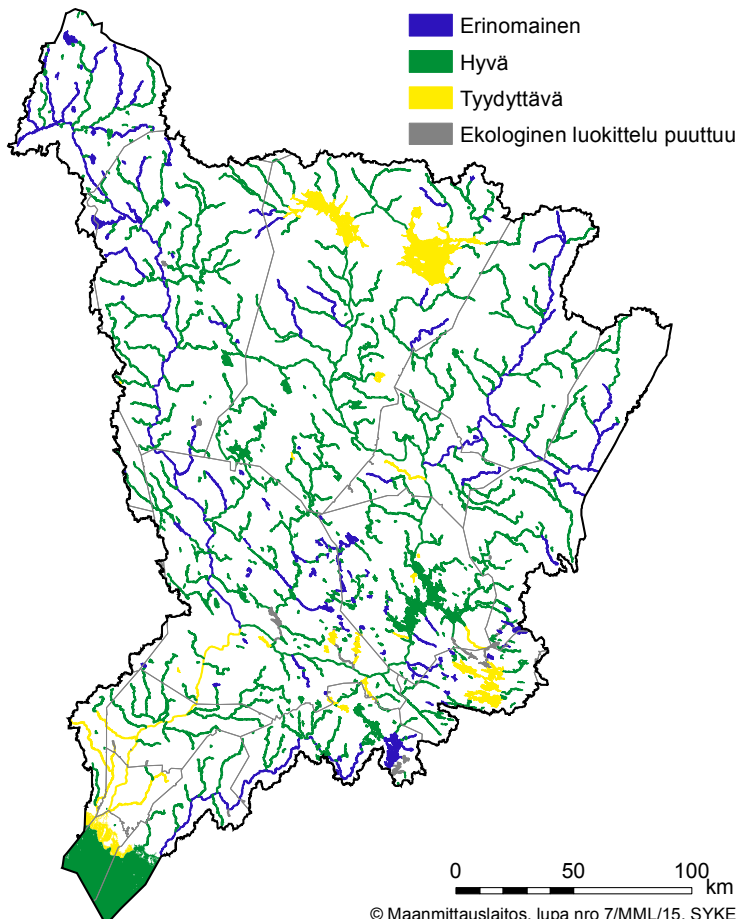 Erinomainen
Hyvä
Tyydyttävä
Ekologinen luokittelu puuttuu
0 50 100
km
© Maanmittauslaitos, lupa nro 7/MML/15, SYKE